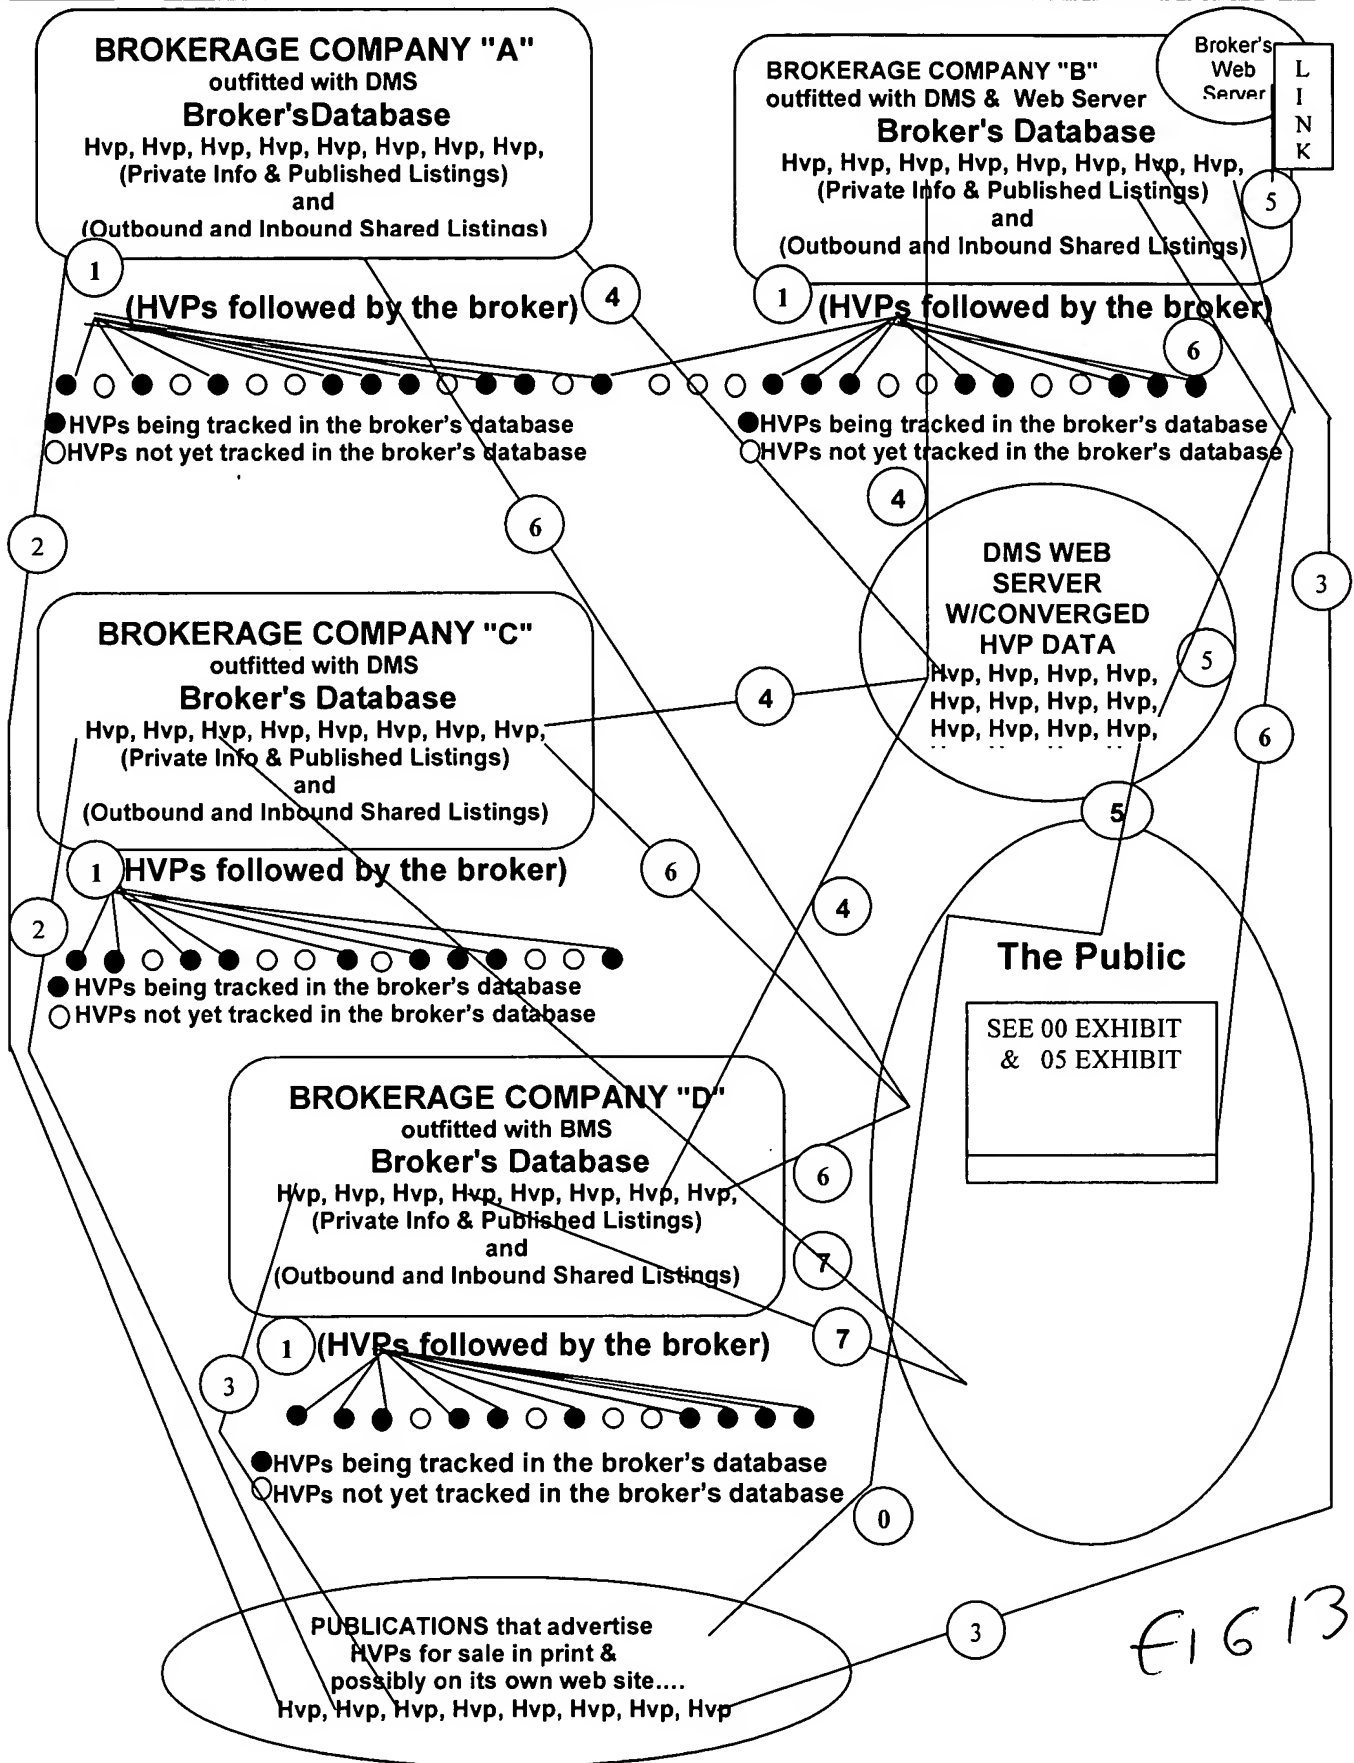 BROKERAGE COMPANY "A"
outfitted with DMS
Broker'sDatabase
Hvp, Hvp, Hvp, Hvp, Hvp, Hvp, Hvp, Hvp,
(Private Info & Published Listings)
and
(Outbound and Inbound Shared Listings)
1
(HVPs followed by the broker)
4
HVPs being tracked in the broker's database
HVPs not yet tracked in the broker's database
Broker's
Web
Server
L
I
N
K
BROKERAGE COMPANY "B"
outfitted with DMS & Web Server
Broker's Database
Hvp, Hvp, Hvp, Hvp, Hvp, Hvp, Hvp, Hvp,
(Private Info & Published Listings)
5
and
(Outbound and Inbound Shared Listings)
1
(HVPs followed by the broker)
6
HVPs being tracked in the broker's database
HVPs not yet tracked in the broker's database
2
6
4
3
DMS WEB
SERVER
W/CONVERGED
HVP DATA
Hvp, Hvp, Hvp, Hvp,
Hvp, Hvp, Hvp, Hvp,
Hvp, Hvp, Hvp, Hvp,
5
6
5
BROKERAGE COMPANY "C"
outfitted with DMS
Broker's Database
Hvp, Hvp, Hvp, Hvp, Hvp, Hvp, Hvp, Hvp,
(Private Info & Published Listings)
and
(Outbound and Inbound Shared Listings)
4
1
HVPs followed by the broker)
6
2
4
HVPs being tracked in the broker's database
HVPs not yet tracked in the broker's database
The Public
SEE 00 EXHIBIT
& 05 EXHIBIT
BROKERAGE COMPANY "D"
outfitted with BMS
Broker's Database
Hvp, Hvp, Hvp, Hvp, Hvp, Hvp, Hvp, Hvp,
(Private Info & Published Listings)
and
(Outbound and Inbound Shared Listings)
6
7
7
1
(HVPs followed by the broker)
3
HVPs being tracked in the broker's database
HVPs not yet tracked in the broker's database
0
PUBLICATIONS that advertise
HVPs for sale in print &
possibly on its own web site....
Hvp, Hvp, Hvp, Hvp, Hvp, Hvp, Hvp, Hvp
3
FIG 13